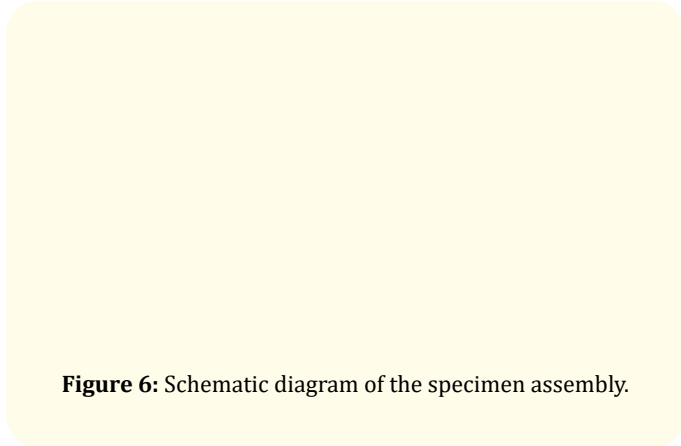 Figure 6: Schematic diagram of the specimen assembly.